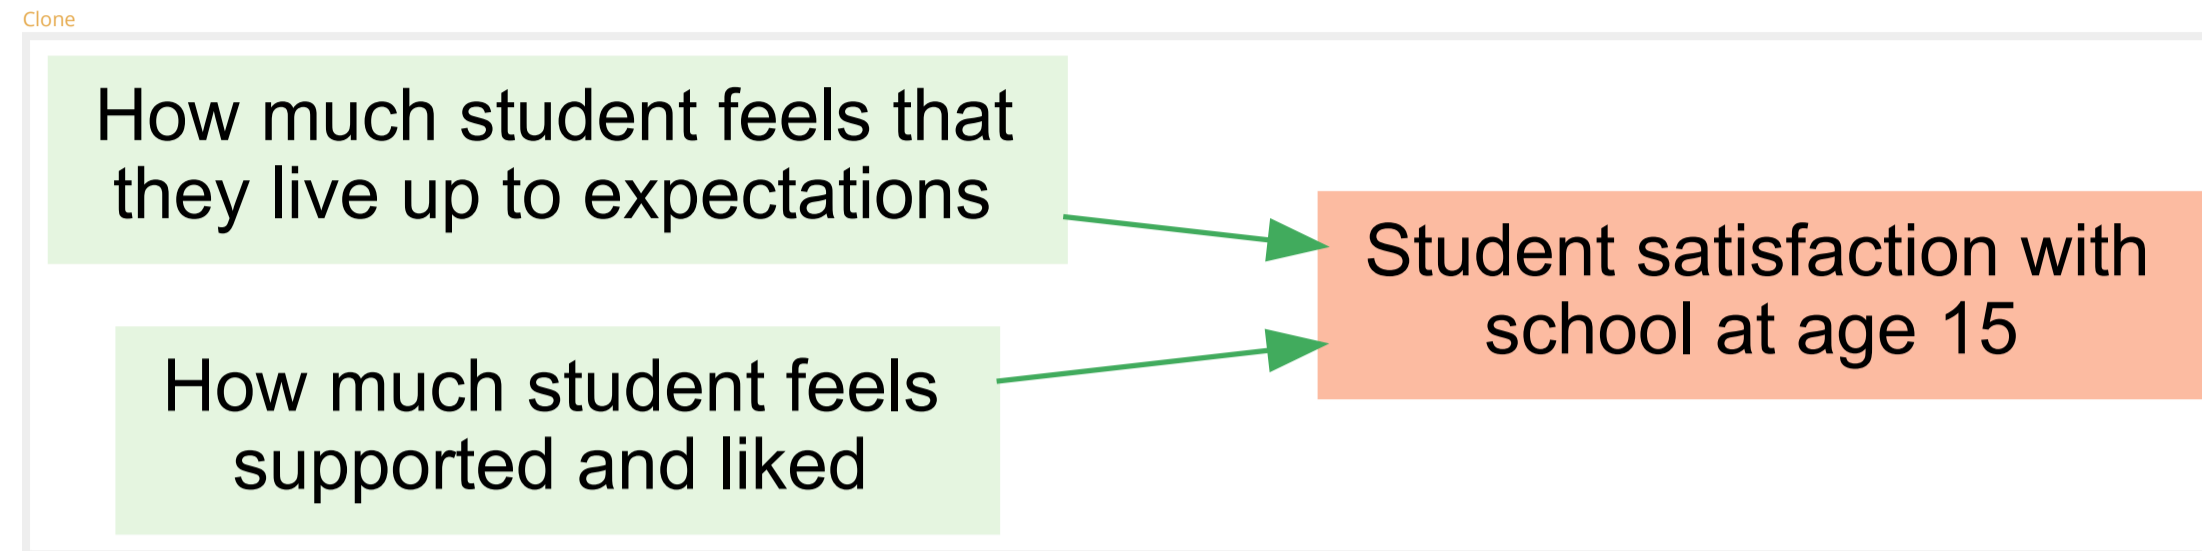 Clone
How much student feels that
they live up to expectations
Student satisfaction with
school at age 15
How much student feels
supported and liked